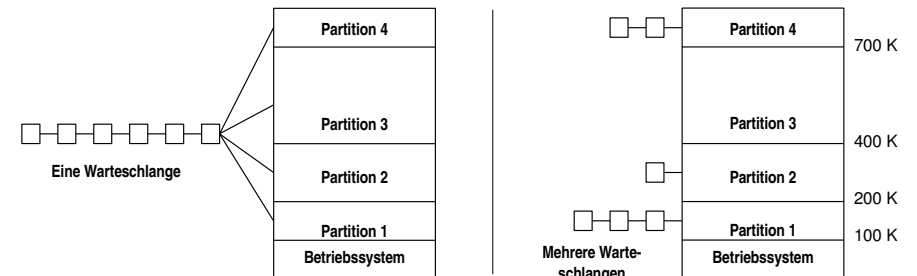 Partition 4
Partition 3
Eine Warteschlange
Partition 2
Partition 1
Betriebssystem
Partition 4
700 K
Partition 3
400 K
Partition 2
200 K
Partition 1
100 K
Mehrere Warte-
schlangen
Betriebssystem